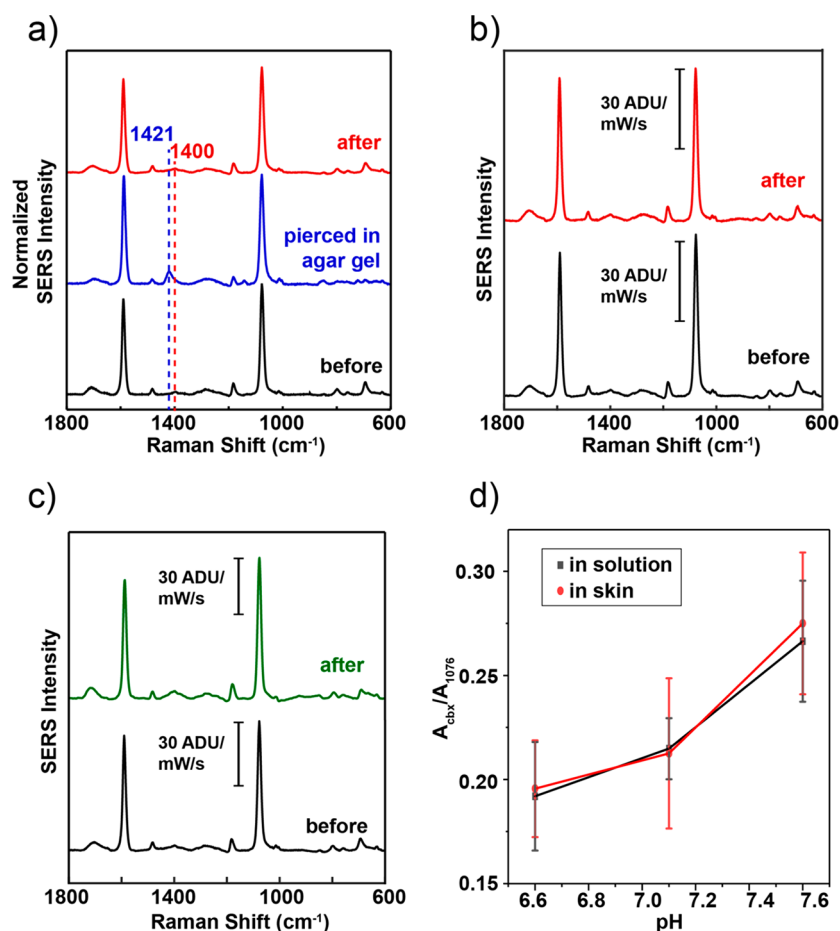 a)
1421
1400
after
pierced in
agar gel
before
Normalized
SERS Intensity
1800
1400
1000
600
Raman Shift (cm⁻¹)
b)
30 ADU/
mW/s
after
30 ADU/
mW/s
before
SERS Intensity
1800
1400
1000
600
Raman Shift (cm⁻¹)
c)
30 ADU/
mW/s
after
30 ADU/
mW/s
before
SERS Intensity
1800
1400
1000
600
Raman Shift (cm⁻¹)
d)
in solution
in skin
0.30
0.25
0.20
0.15
A_cbx/A_1076
6.6
6.8
7.0
7.2
7.4
7.6
pH